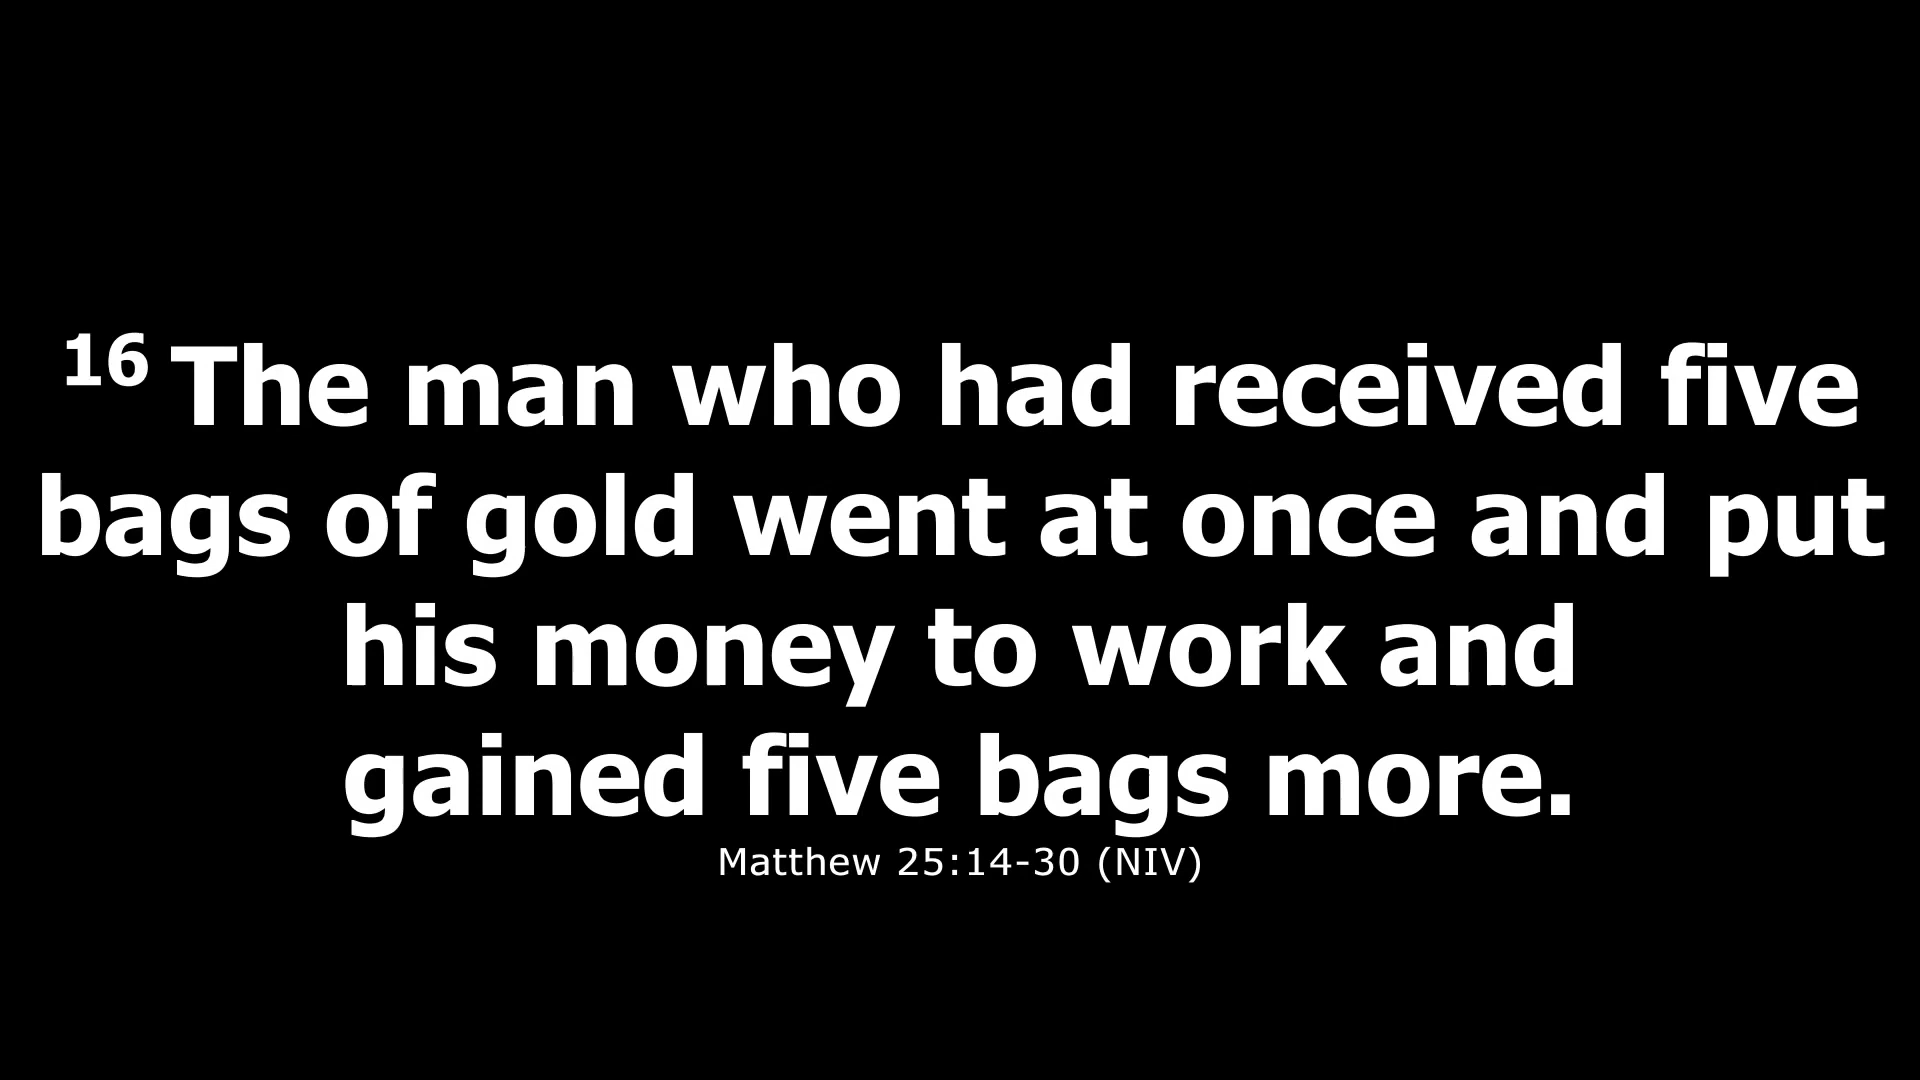 16 The man who had received five
bags of gold went at once and put
his money to work and
gained five bags more.
Matthew 25:14-30 (NIV)